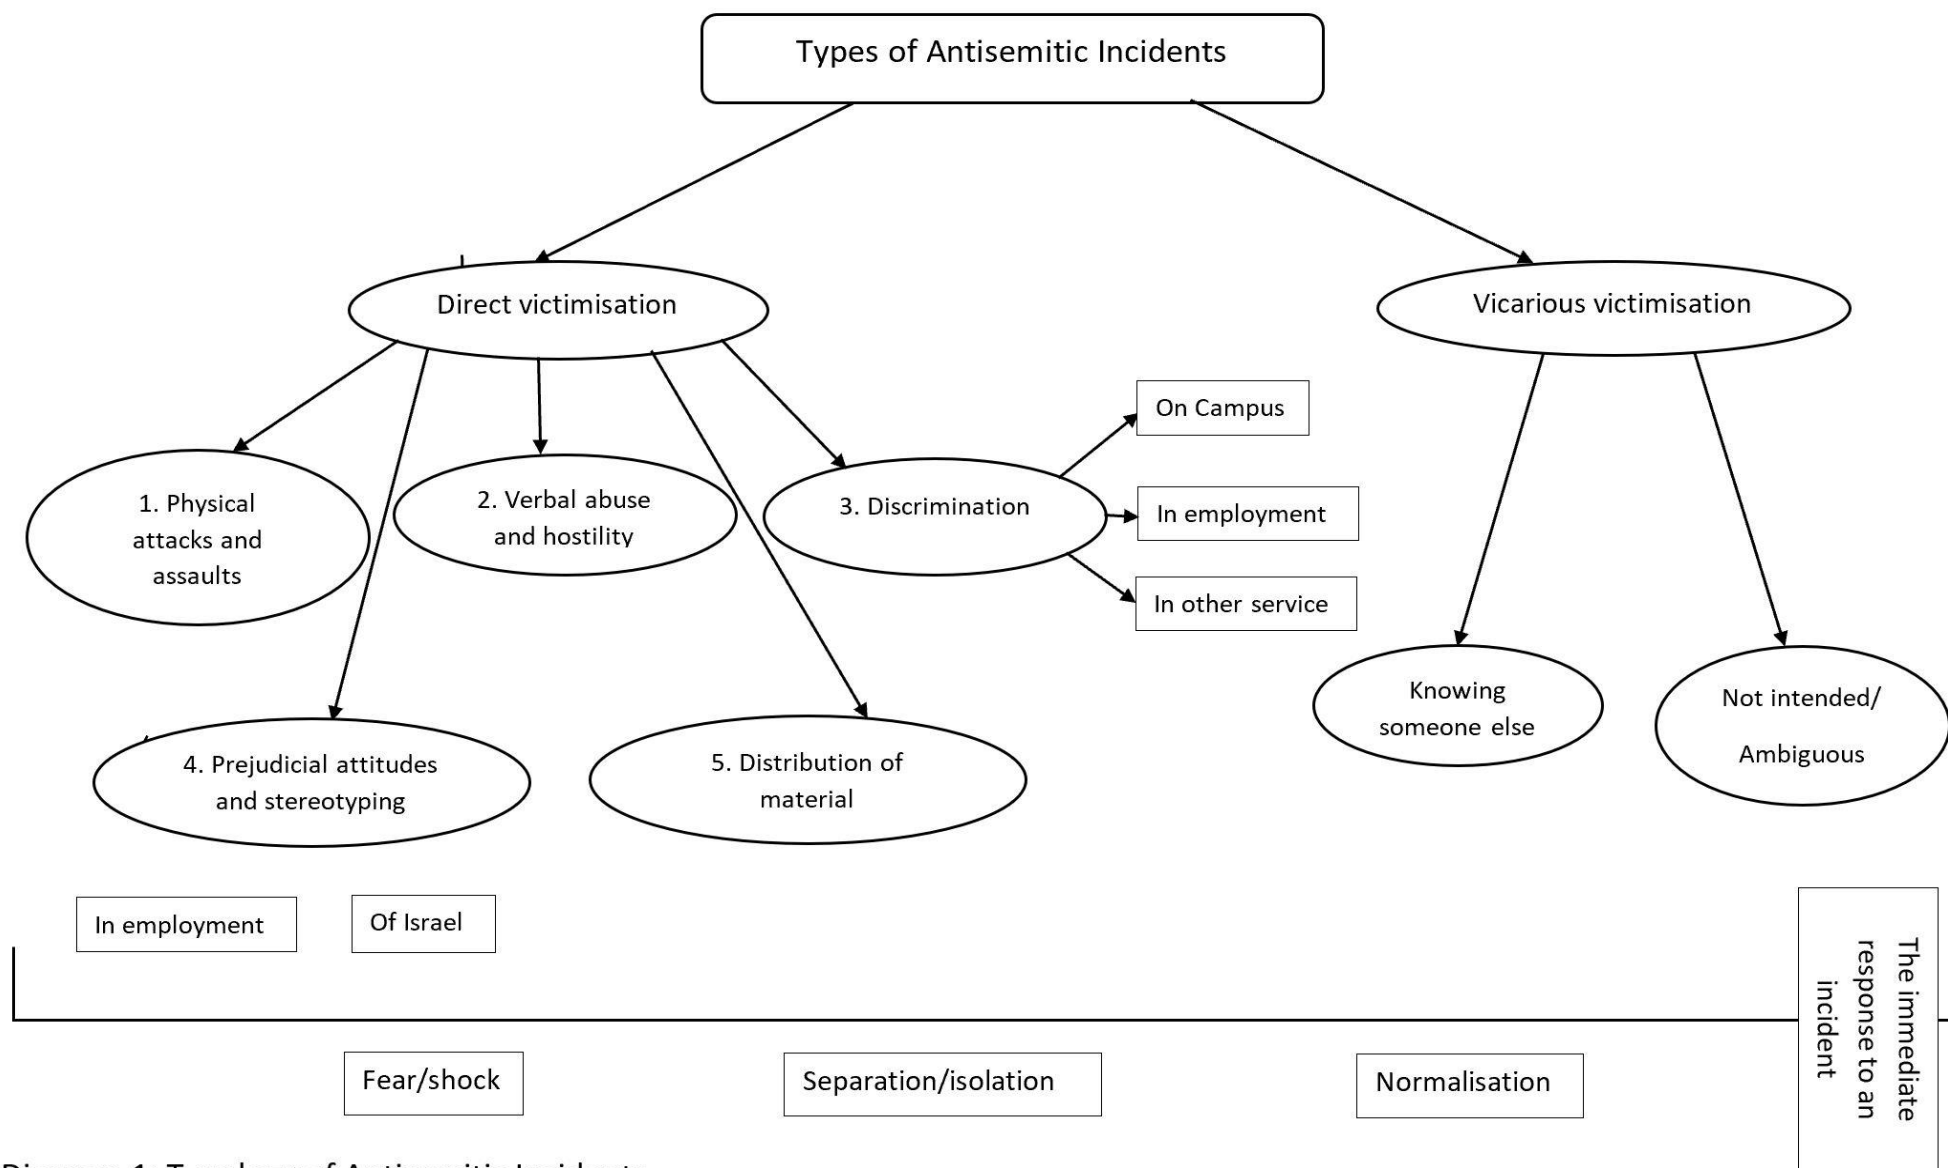 Types of Antisemitic Incidents
Direct victimisation
Vicarious victimisation
On Campus
In employment
In other service
1. Physical
attacks and
assaults
2. Verbal abuse
and hostility
3. Discrimination
Knowing
someone else
Not intended/
Ambiguous
4. Prejudicial attitudes
and stereotyping
5. Distribution of
material
In employment
Of Israel
The immediate
response to an
incident
Fear/shock
Separation/isolation
Normalisation